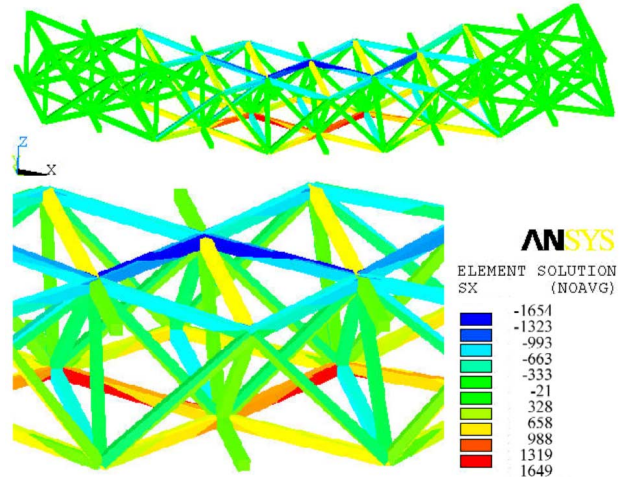 Z
X
ANSYS
ELEMENT SOLUTION
SX (NOAVG)
-1654
-1323
-993
-663
-333
-21
328
658
988
1319
1649